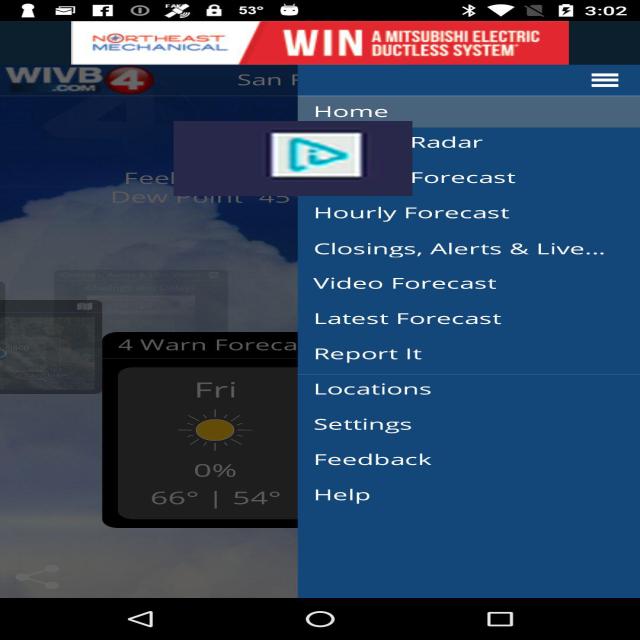 53° 3:02
NORTHEAST
MECHANICAL
WIN
A MITSUBISHI ELECTRIC
DUCTLESS SYSTEM*
WIVB 4
.COM
San F
Home
Radar
Feel
Forecast
Dew Point 45
Hourly Forecast
Closings, Alerts & Live...
Video Forecast
Latest Forecast
4 Warn Foreca
Report It
Fri
Locations
Settings
0%
Feedback
66° | 54°
Help